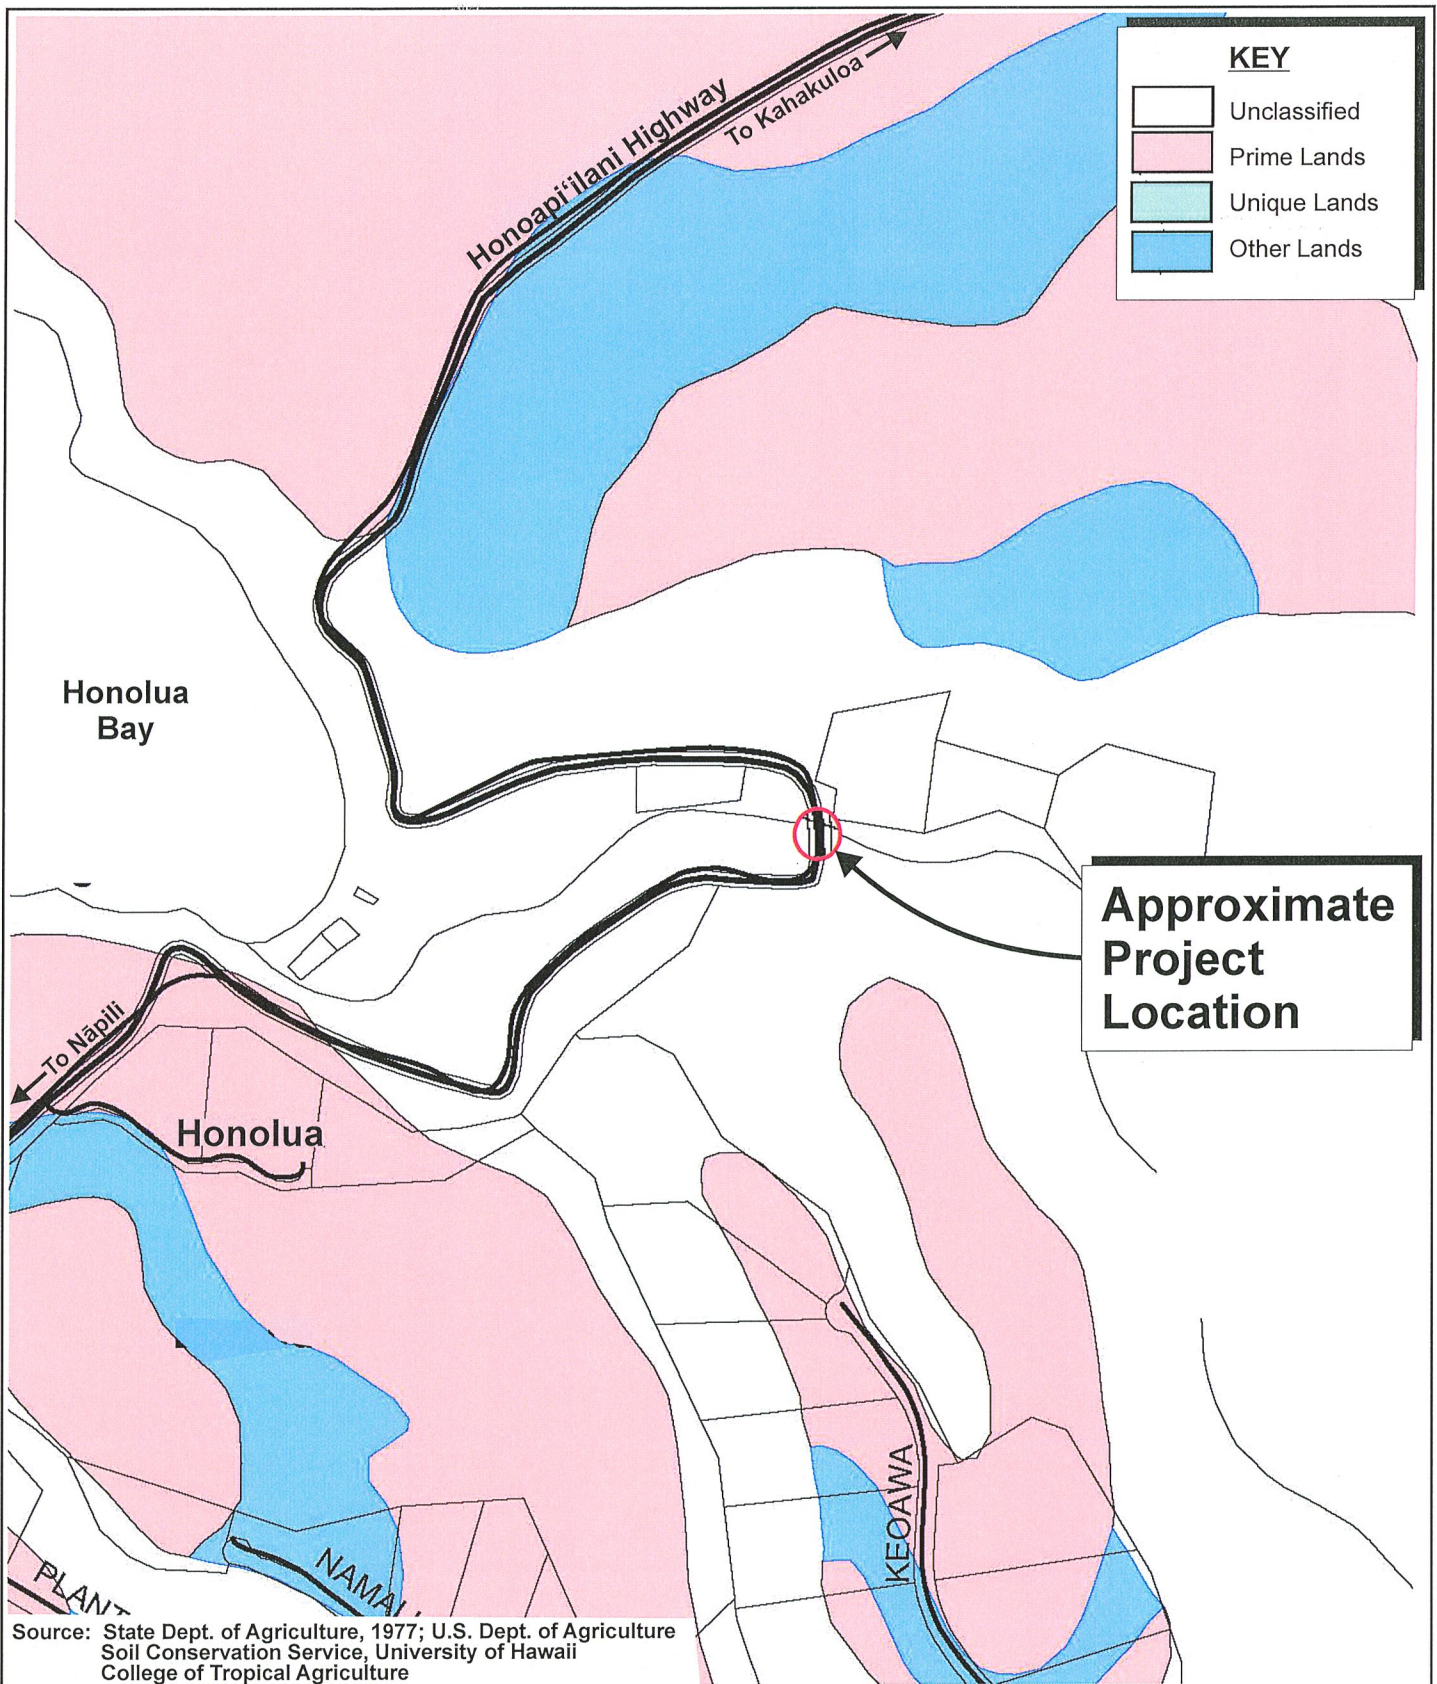 KEY
Unclassified
Prime Lands
Unique Lands
Other Lands
Honoapi‘ilani Highway
To Kahakuloa
Honolua
Bay
Approximate
Project
Location
To Nāpili
Honolua
KEOAWA
NAMAL
PLANT
Source: State Dept. of Agriculture, 1977; U.S. Dept. of Agriculture
Soil Conservation Service, University of Hawaii
College of Tropical Agriculture